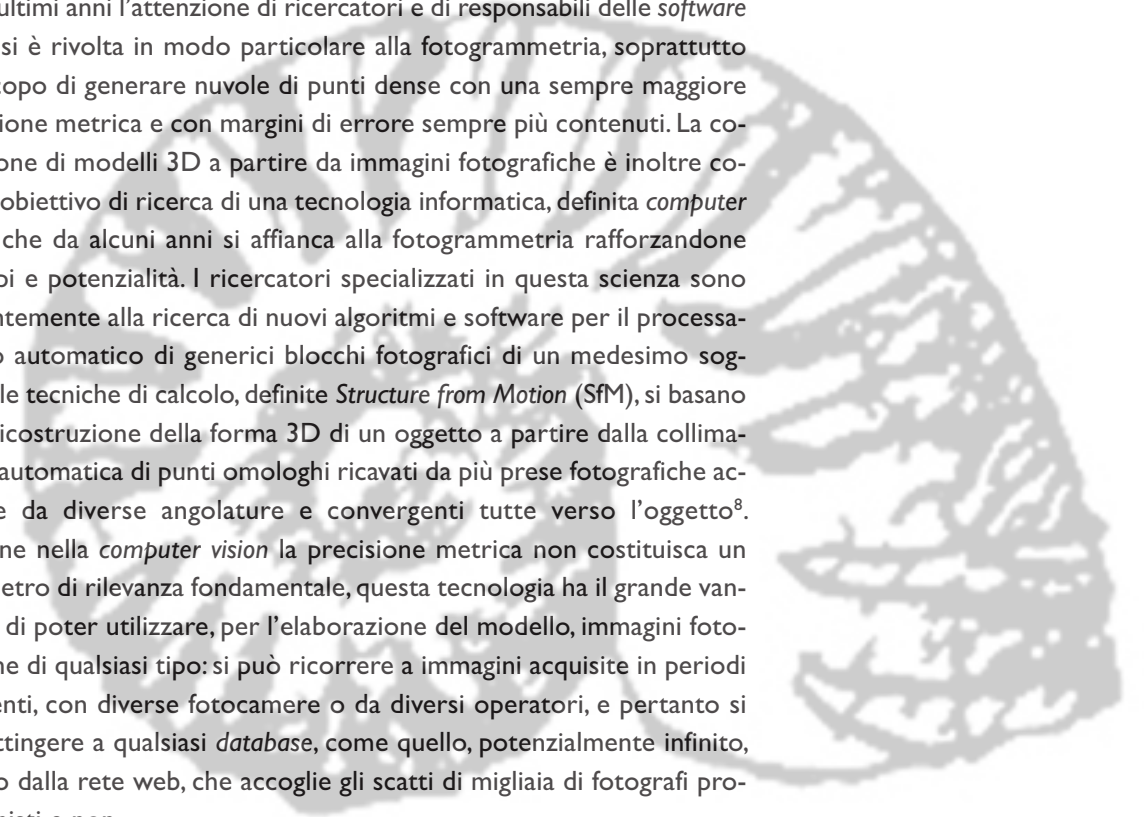 ultimi anni l'attenzione di ricercatori e di responsabili delle software
si è rivolta in modo particolare alla fotogrammetria, soprattutto
copo di generare nuvole di punti dense con una sempre maggiore
ione metrica e con margini di errore sempre più contenuti. La co-
one di modelli 3D a partire da immagini fotografiche è inoltre co-
obiettivo di ricerca di una tecnologia informatica, definita computer
che da alcuni anni si affianca alla fotogrammetria rafforzandone
pi e potenzialità. I ricercatori specializzati in questa scienza sono
ntemente alla ricerca di nuovi algoritmi e software per il processa-
o automatico di generici blocchi fotografici di un medesimo sog-
le tecniche di calcolo, definite Structure from Motion (SfM), si basano
icostruzione della forma 3D di un oggetto a partire dalla collima-
automatica di punti omologhi ricavati da più prese fotografiche ac-
e da diverse angolature e convergenti tutte verso l'oggetto⁸.
ne nella computer vision la precisione metrica non costituisca un
etro di rilevanza fondamentale, questa tecnologia ha il grande van-
di poter utilizzare, per l'elaborazione del modello, immagini foto-
ne di qualsiasi tipo: si può ricorrere a immagini acquisite in periodi
enti, con diverse fotocamere o da diversi operatori, e pertanto si
ttingere a qualsiasi database, come quello, potenzialmente infinito,
o dalla rete web, che accoglie gli scatti di migliaia di fotografi pro-